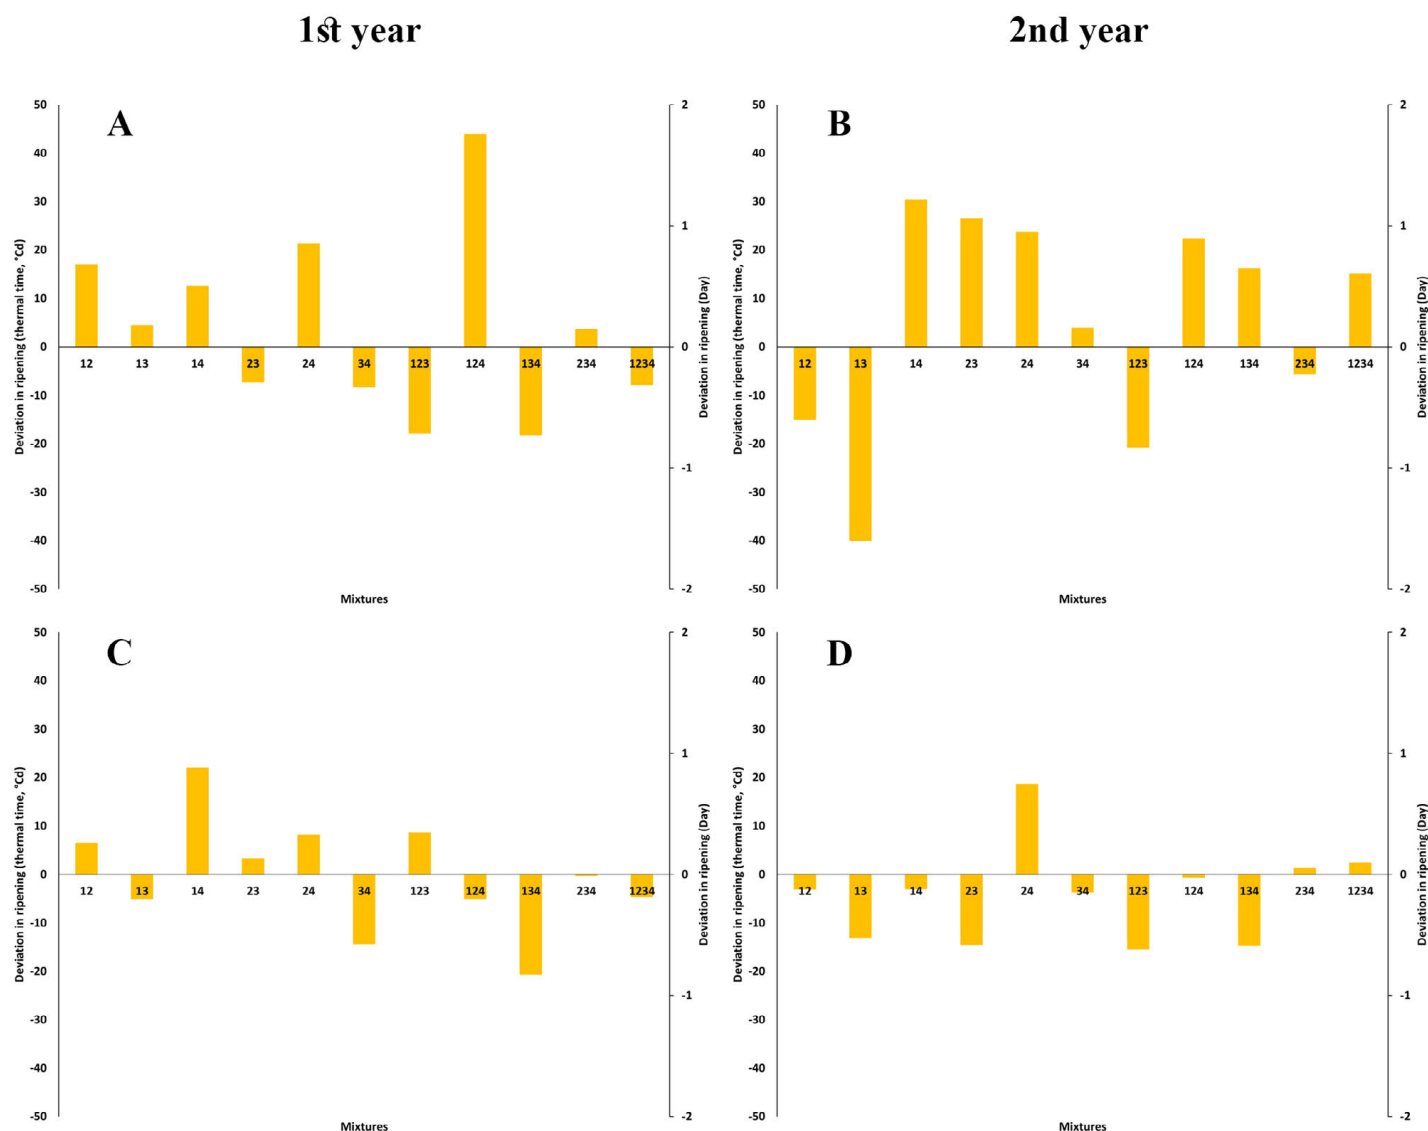 1st year
2nd year
A
50
40
30
20
10
0
-10
-20
-30
-40
-50
Deviation in ripening (thermal time, °Cd)
12 13 14 23 24 34 123 124 134 234 1234
2
1
0
-1
-2
Deviation in ripening (Day)
Mixtures
B
50
40
30
20
10
0
-10
-20
-30
-40
-50
Deviation in ripening (thermal time, °Cd)
12 13 14 23 24 34 123 124 134 234 1234
2
1
0
-1
-2
Deviation in ripening (Day)
Mixtures
C
50
40
30
20
10
0
-10
-20
-30
-40
-50
Deviation in ripening (thermal time, °Cd)
12 13 14 23 24 34 123 124 134 234 1234
2
1
0
-1
-2
Deviation in ripening (Day)
Mixtures
D
50
40
30
20
10
0
-10
-20
-30
-40
-50
Deviation in ripening (thermal time, °Cd)
12 13 14 23 24 34 123 124 134 234 1234
2
1
0
-1
-2
Deviation in ripening (Day)
Mixtures